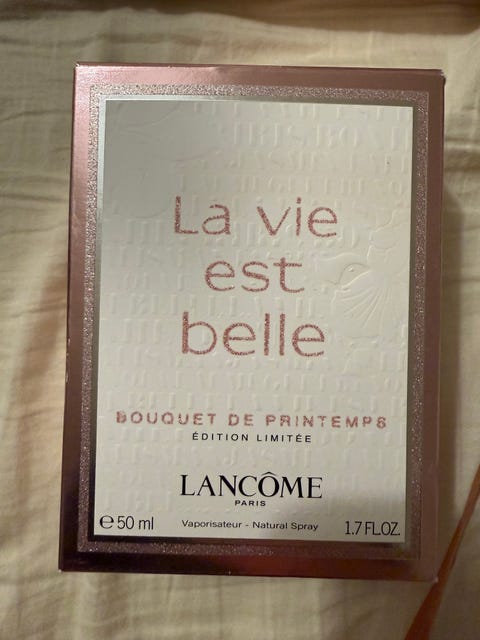 La vie
est
belle
BOUQUET DE PRINTEMPS
ÉDITION LIMITÉE
LANCÔME
PARIS
℮ 50 ml Vaporisateur - Natural Spray 1.7 FL.OZ.